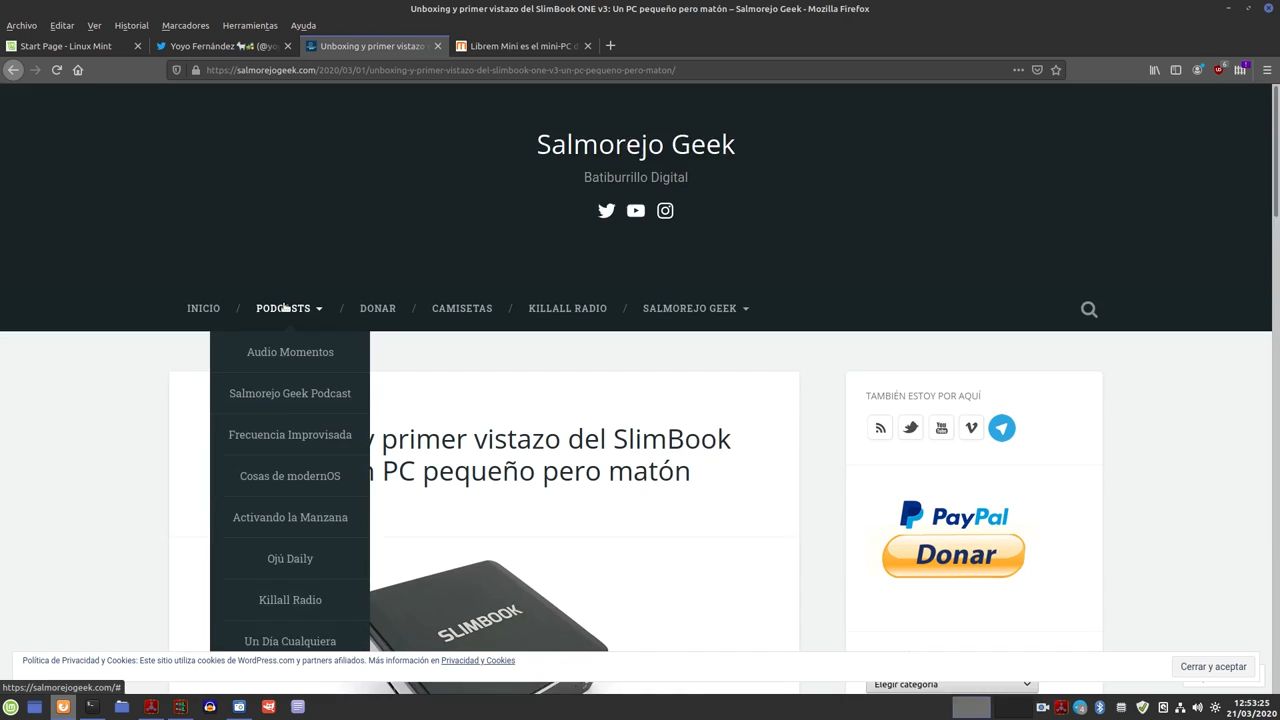 Unboxing y primer vistazo del SlimBook ONE v3: Un PC pequeño pero matón – Salmorejo Geek - Mozilla Firefox
Archivo Editar Ver Historial Marcadores Herramientas Ayuda
Start Page - Linux Mint
Yoyo Fernández
Unboxing y primer vistazo
Librem Mini es el mini-PC d
https://salmorejogeek.com/2020/03/01/unboxing-y-primer-vistazo-del-slimbook-one-v3-un-pc-pequeno-pero-maton/
Salmorejo Geek
Batiburrillo Digital
INICIO / PODCASTS / DONAR / CAMISETAS / KILLALL RADIO / SALMOREJO GEEK
Audio Momentos
Salmorejo Geek Podcast
Frecuencia Improvisada
Cosas de modernOS
Activando la Manzana
Ojú Daily
Killall Radio
Un Día Cualquiera
y primer vistazo del SlimBook
PC pequeño pero matón
SLIMBOOK
TAMBIÉN ESTOY POR AQUÍ
You Tube
PayPal
Donar
Elegir categoría
Política de Privacidad y Cookies: Este sitio utiliza cookies de WordPress.com y partners afiliados. Más información en Privacidad y Cookies
Cerrar y aceptar
https://salmorejogeek.com/#
12:53:25
21/03/2020